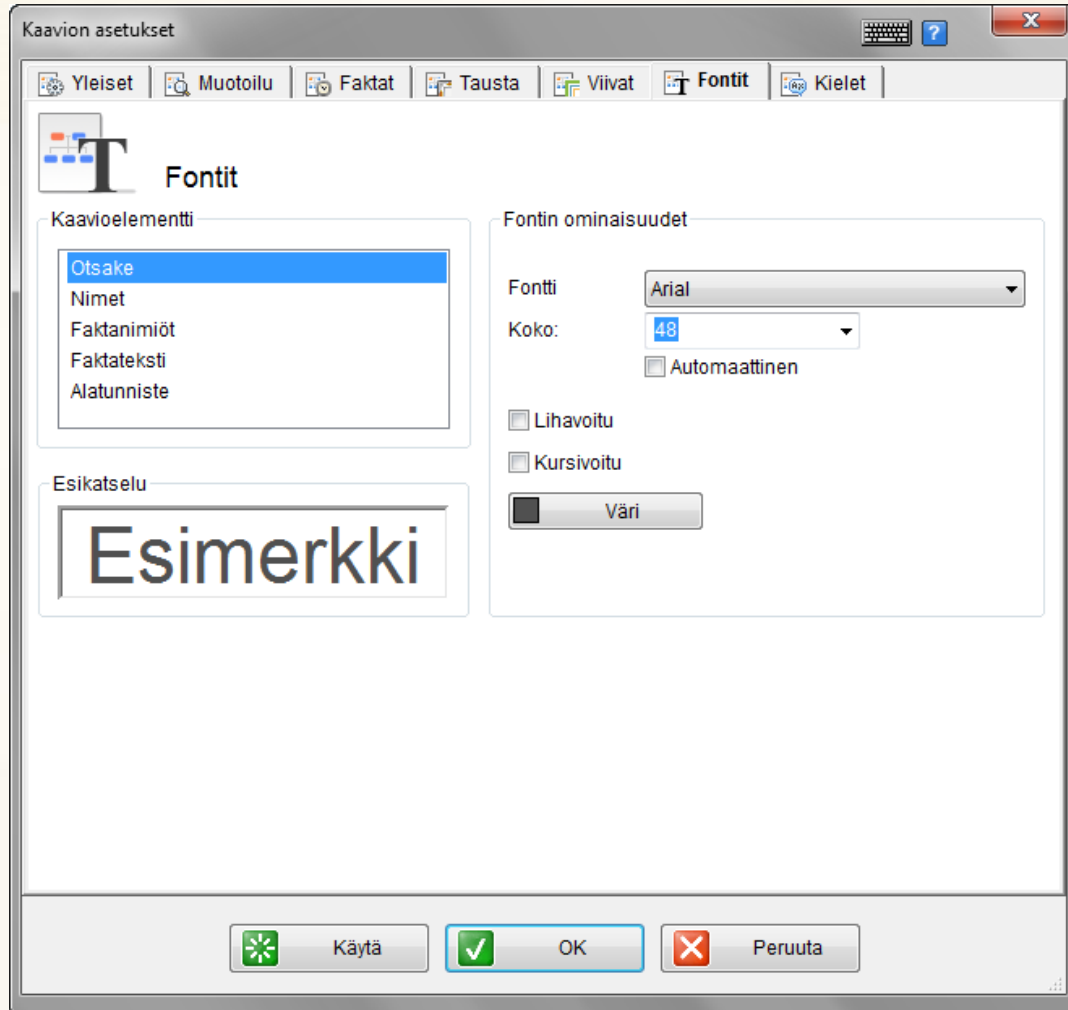 Kaavion asetukset
?
Yleiset Muotoilu Faktat Tausta Viivat Fontit Kielet
Fontit
Kaavioelementti
Otsake
Nimet
Faktanimiöt
Faktateksti
Alatunniste
Esikatselu
Esimerkki
Fontin ominaisuudet
Fontti Arial
Koko: 48
Automaattinen
Lihavoitu
Kursivoitu
Väri
Käytä OK Peruuta